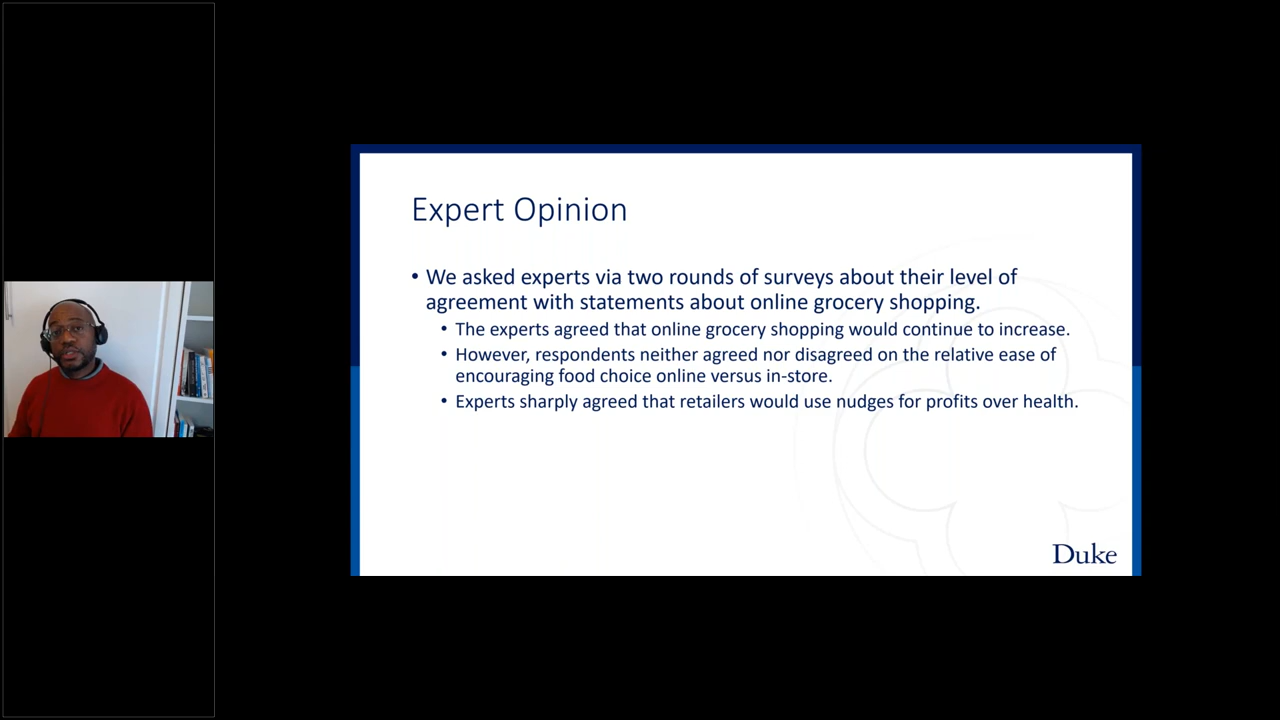 Expert Opinion
• We asked experts via two rounds of surveys about their level of
agreement with statements about online grocery shopping.
• The experts agreed that online grocery shopping would continue to increase.
• However, respondents neither agreed nor disagreed on the relative ease of
encouraging food choice online versus in-store.
• Experts sharply agreed that retailers would use nudges for profits over health.
Duke